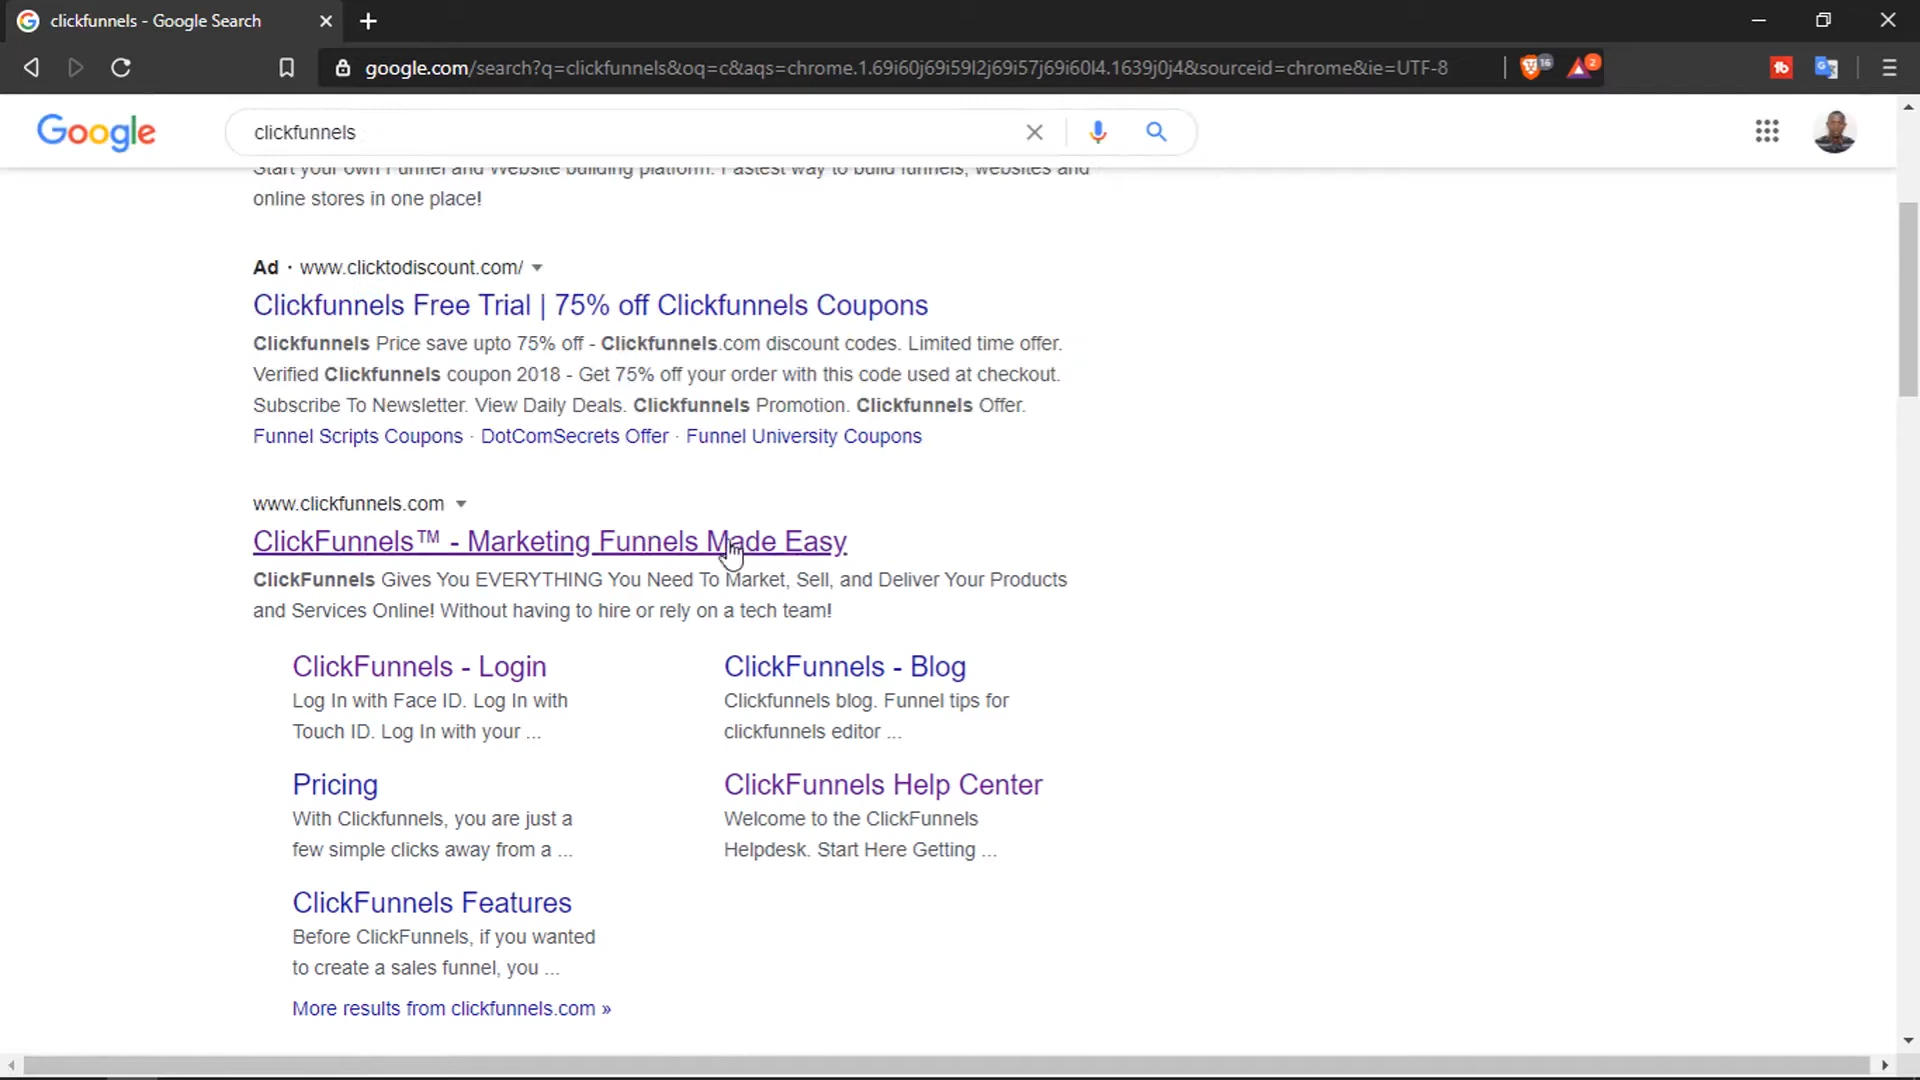 clickfunnels - Google Search
google.com/search?q=clickfunnels&oq=c&aqs=chrome.1.69i60j69i59l2j69i57j69i60l4.1639j0j4&sourceid=chrome&ie=UTF-8
16
2
tb
Google
clickfunnels
Start your own Funnel and Website building platform. Fastest way to build funnels, websites and
online stores in one place!
Ad · www.clicktodiscount.com/
Clickfunnels Free Trial | 75% off Clickfunnels Coupons
Clickfunnels Price save upto 75% off - Clickfunnels.com discount codes. Limited time offer.
Verified Clickfunnels coupon 2018 - Get 75% off your order with this code used at checkout.
Subscribe To Newsletter. View Daily Deals. Clickfunnels Promotion. Clickfunnels Offer.
Funnel Scripts Coupons · DotComSecrets Offer · Funnel University Coupons
www.clickfunnels.com
ClickFunnels™ - Marketing Funnels Made Easy
ClickFunnels Gives You EVERYTHING You Need To Market, Sell, and Deliver Your Products
and Services Online! Without having to hire or rely on a tech team!
ClickFunnels - Login
Log In with Face ID. Log In with
Touch ID. Log In with your ...
ClickFunnels - Blog
Clickfunnels blog. Funnel tips for
clickfunnels editor ...
Pricing
With Clickfunnels, you are just a
few simple clicks away from a ...
ClickFunnels Help Center
Welcome to the ClickFunnels
Helpdesk. Start Here Getting ...
ClickFunnels Features
Before ClickFunnels, if you wanted
to create a sales funnel, you ...
More results from clickfunnels.com »